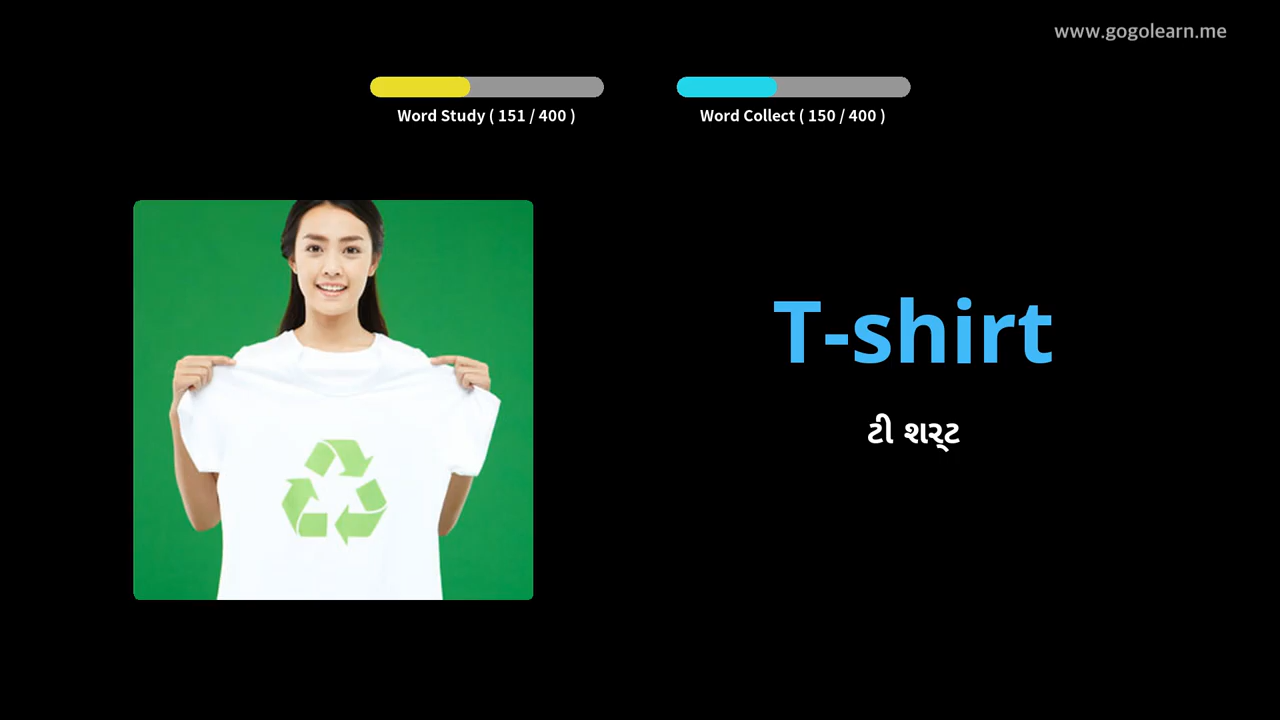 www.gogolearn.me
Word Study ( 151 / 400 )
Word Collect ( 150 / 400 )
T-shirt
ટી શર્ટ